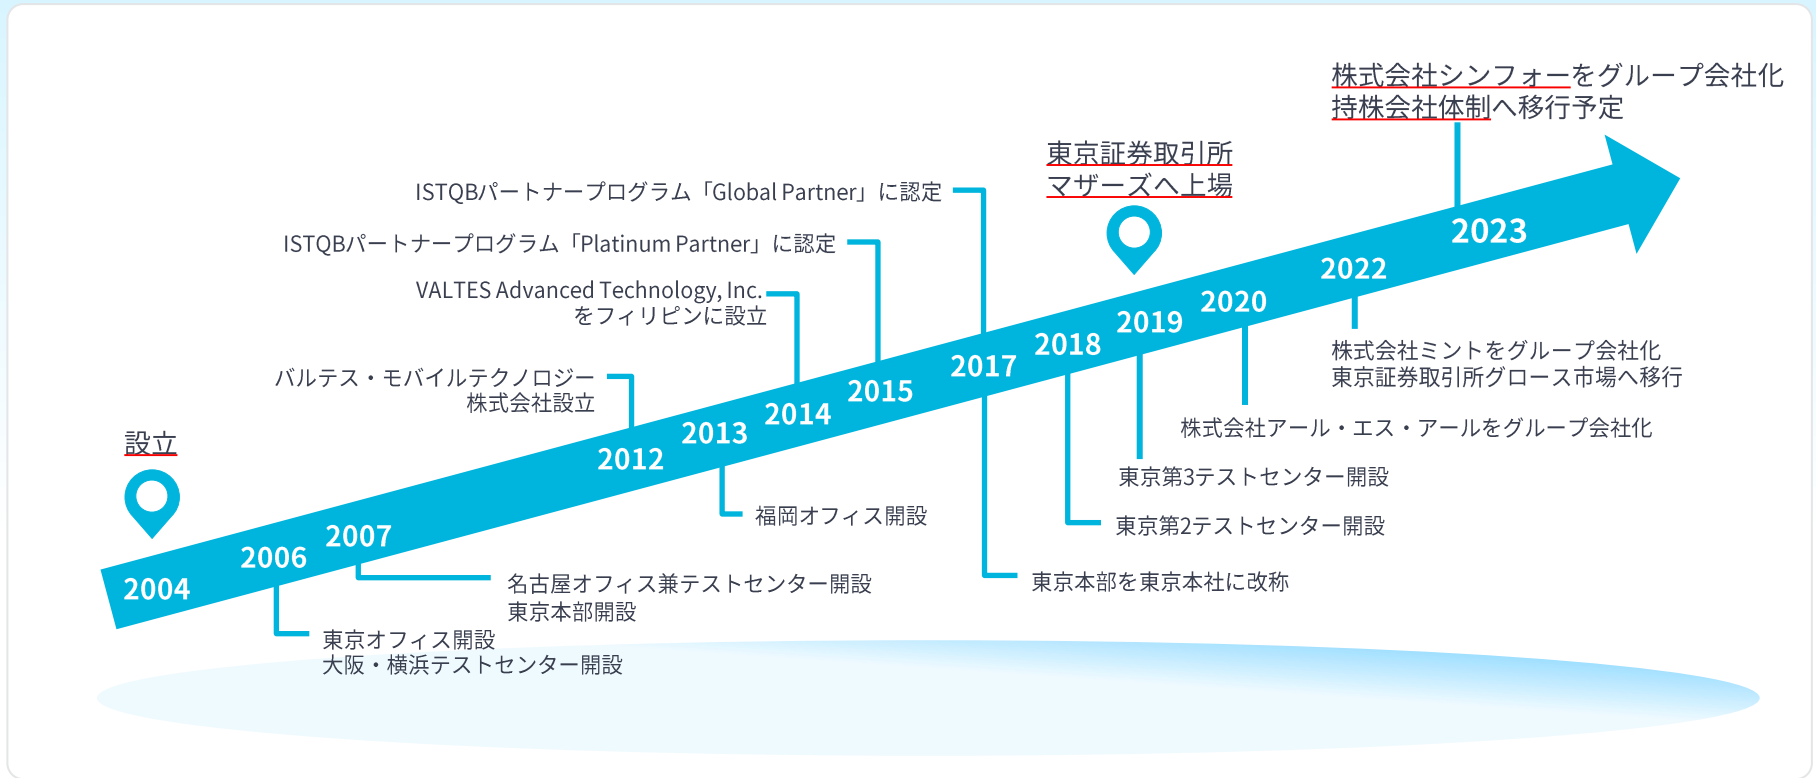 株式会社シンフォーをグループ会社化
持株会社体制へ移行予定
東京証券取引所
マザーズへ上場
ISTQBパートナープログラム「Global Partner」に認定
ISTQBパートナープログラム「Platinum Partner」に認定
VALTES Advanced Technology, Inc.
をフィリピンに設立
バルテス・モバイルテクノロジー
株式会社設立
設立
2004
2006
2007
2012
2013
2014
2015
2017
2018
2019
2020
2022
2023
株式会社ミントをグループ会社化
東京証券取引所グロース市場へ移行
株式会社アール・エス・アールをグループ会社化
東京第3テストセンター開設
東京第2テストセンター開設
東京本部を東京本社に改称
福岡オフィス開設
名古屋オフィス兼テストセンター開設
東京本部開設
東京オフィス開設
大阪・横浜テストセンター開設